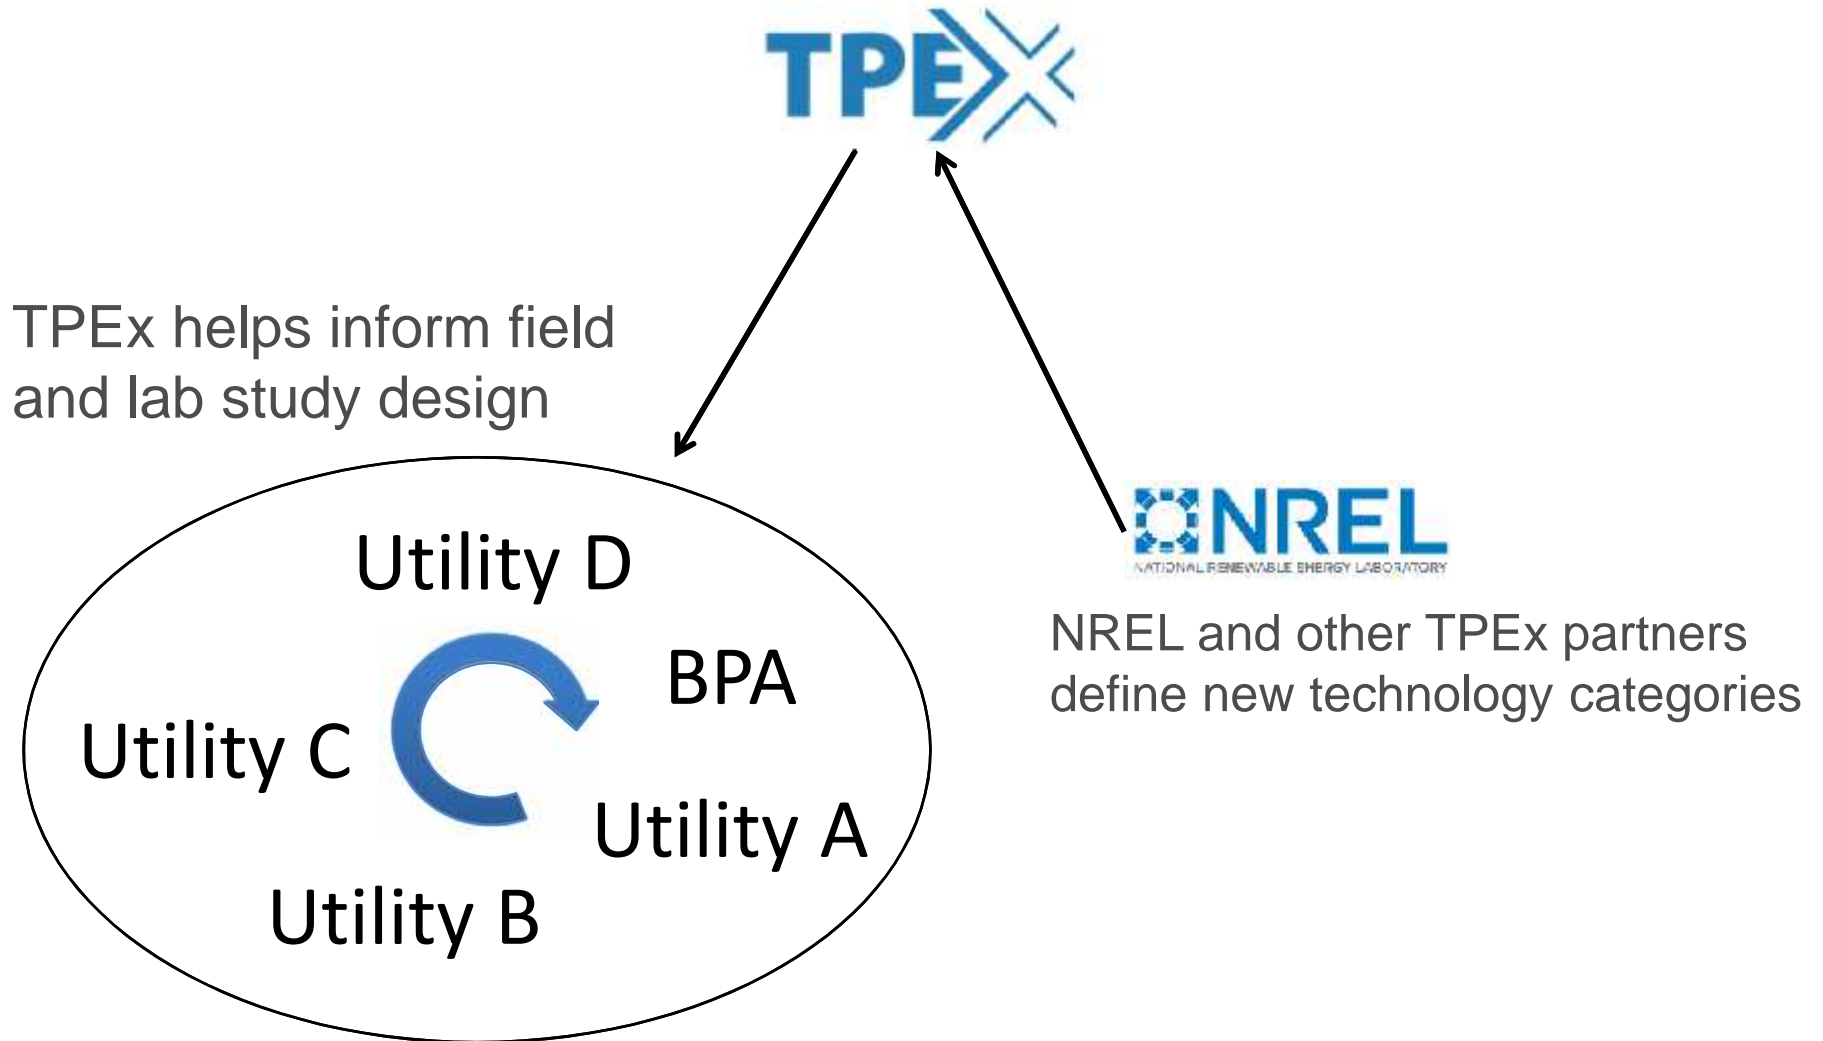 TPEX
TPEx helps inform field
and lab study design
Utility D
BPA
Utility C
Utility A
Utility B
NREL
NATIONAL RENEWABLE ENERGY LABORATORY
NREL and other TPEx partners
define new technology categories